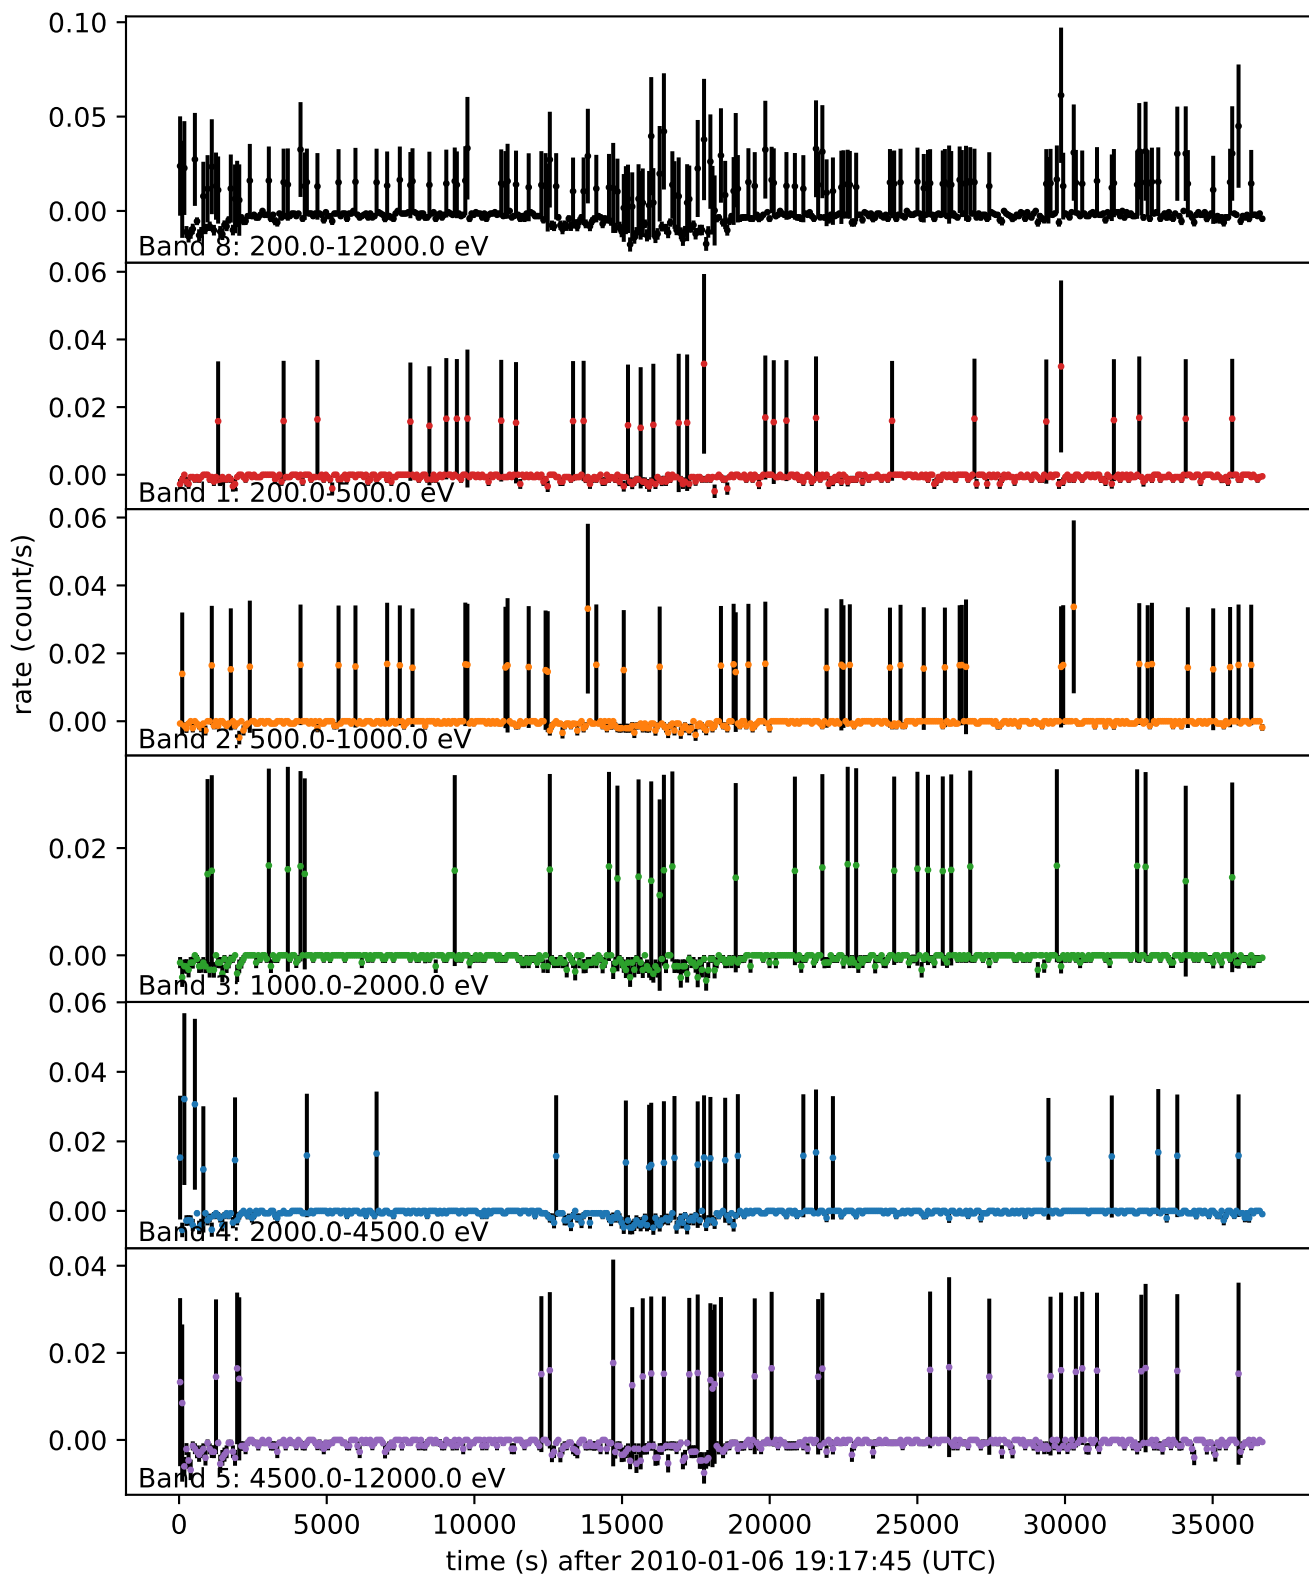 0.10
0.05
0.00
Band 8: 200.0-12000.0 eV
0.06
0.04
0.02
0.00
Band 1: 200.0-500.0 eV
0.06
0.04
0.02
0.00
Band 2: 500.0-1000.0 eV
rate (count/s)
0.02
0.00
Band 3: 1000.0-2000.0 eV
0.06
0.04
0.02
0.00
Band 4: 2000.0-4500.0 eV
0.04
0.02
0.00
Band 5: 4500.0-12000.0 eV
0 5000 10000 15000 20000 25000 30000 35000
time (s) after 2010-01-06 19:17:45 (UTC)